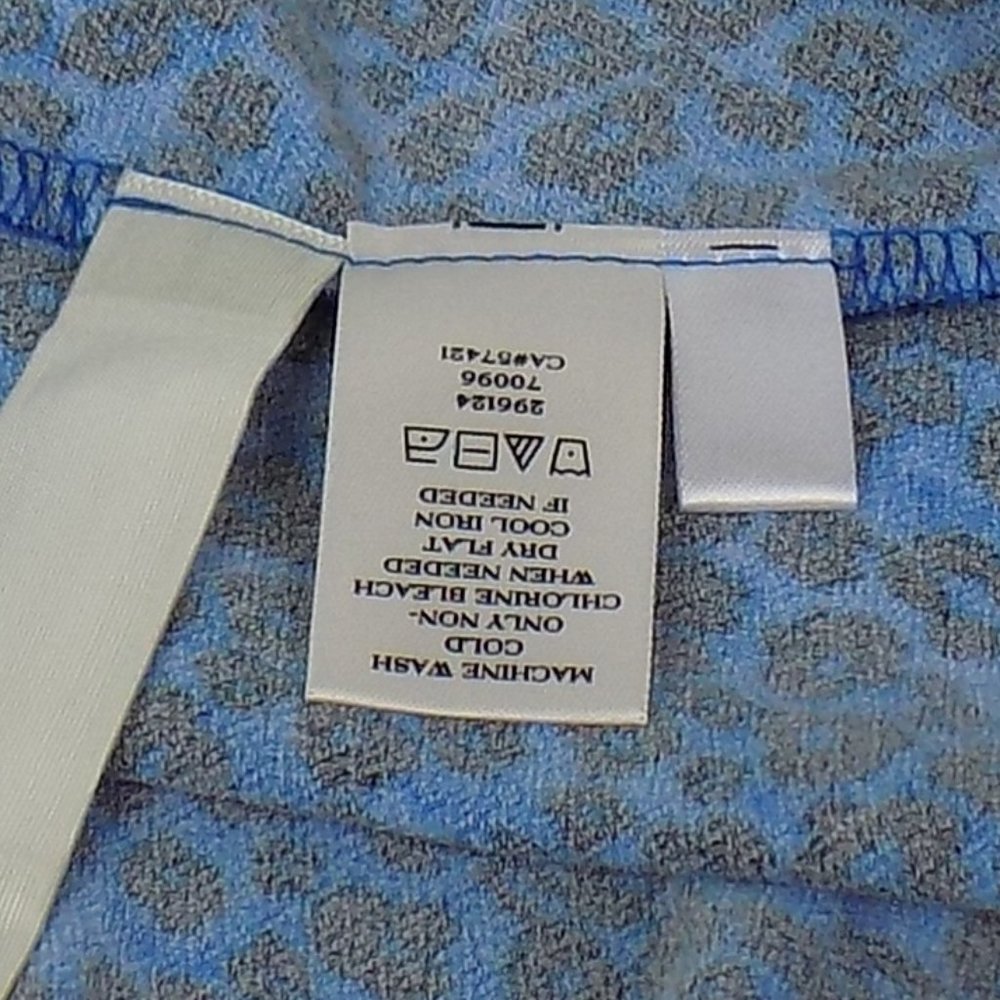 MACHINE WASH
COLD
ONLY NON-
CHLORINE BLEACH
WHEN NEEDED
DRY FLAT
COOL IRON
IF NEEDED
296124
70096
CA#57421